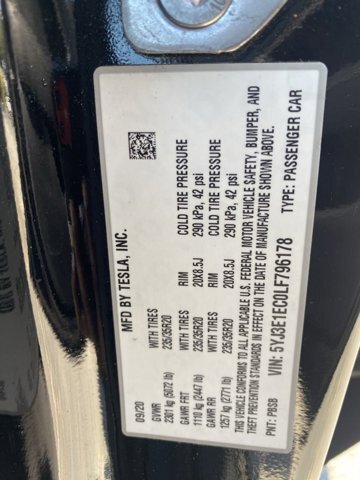 MFD BY TESLA, INC.
09/20
GVWR WITH TIRES RIM COLD TIRE PRESSURE
2301 kg (5072 lb) 235/35R20 20X8.5J 290 kPa, 42 psi
GAWR FRT WITH TIRES RIM COLD TIRE PRESSURE
1110 kg (2447 lb) 235/35R20 20X8.5J 290 kPa, 42 psi
GAWR RR
1257 kg (2771 lb)
THIS VEHICLE CONFORMS TO ALL APPLICABLE U.S. FEDERAL MOTOR VEHICLE SAFETY, BUMPER, AND
THEFT PREVENTION STANDARDS IN EFFECT ON THE DATE OF MANUFACTURE SHOWN ABOVE.
VIN: 5YJ3E1EC0LF796178 TYPE: PASSENGER CAR
PNT: PBSB